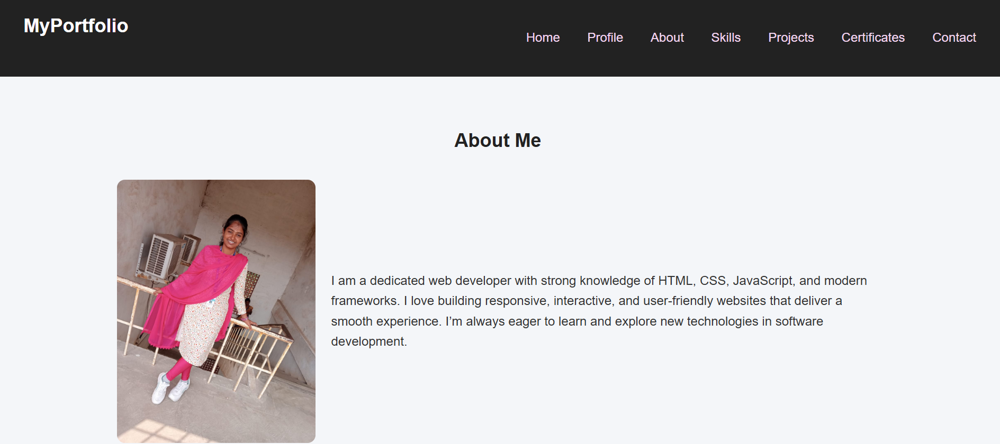 MyPortfolio
Home Profile About Skills Projects Certificates Contact
About Me
I am a dedicated web developer with strong knowledge of HTML, CSS, JavaScript, and modern
frameworks. I love building responsive, interactive, and user-friendly websites that deliver a
smooth experience. I’m always eager to learn and explore new technologies in software
development.